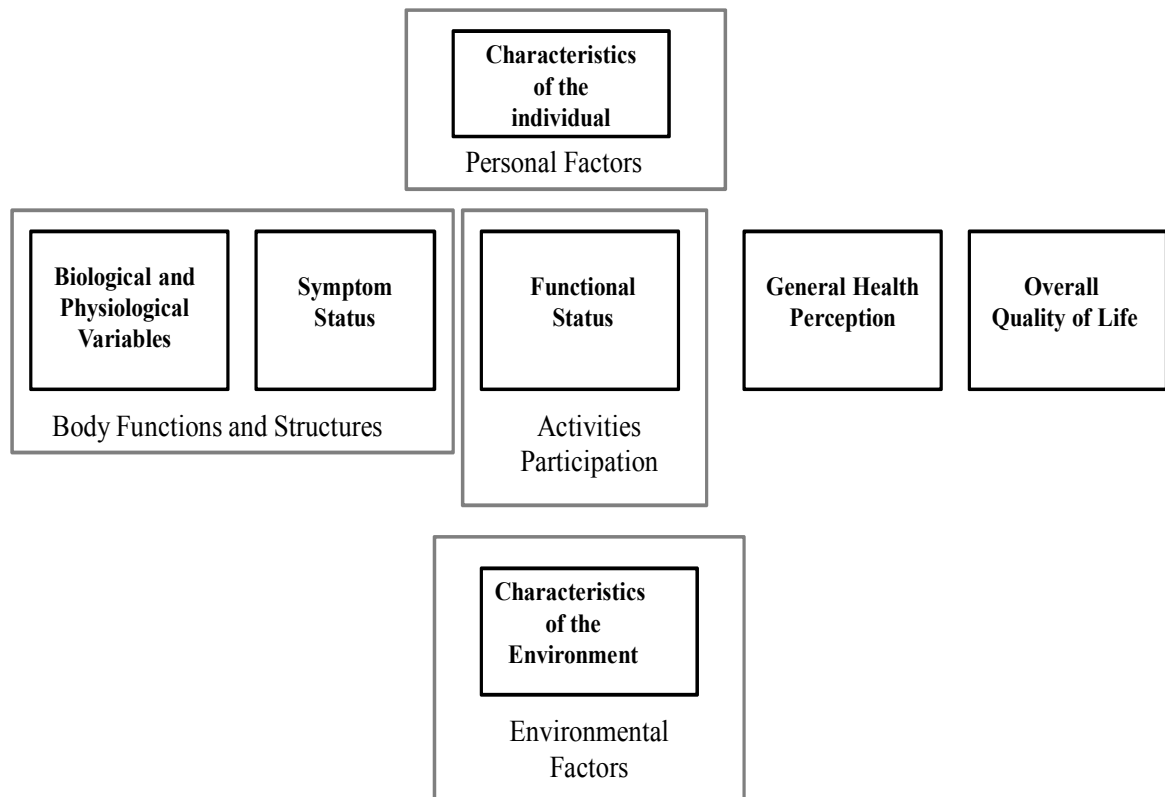 Characteristics
of the
individual
Personal Factors
Biological and
Physiological
Variables
Symptom
Status
Body Functions and Structures
Functional
Status
Activities
Participation
General Health
Perception
Overall
Quality of Life
Characteristics
of the
Environment
Environmental
Factors